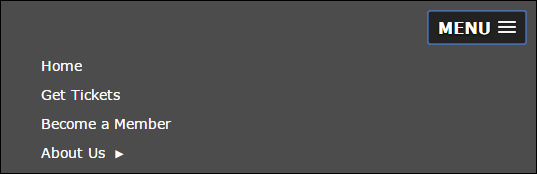 MENU
Home
Get Tickets
Become a Member
About Us ►